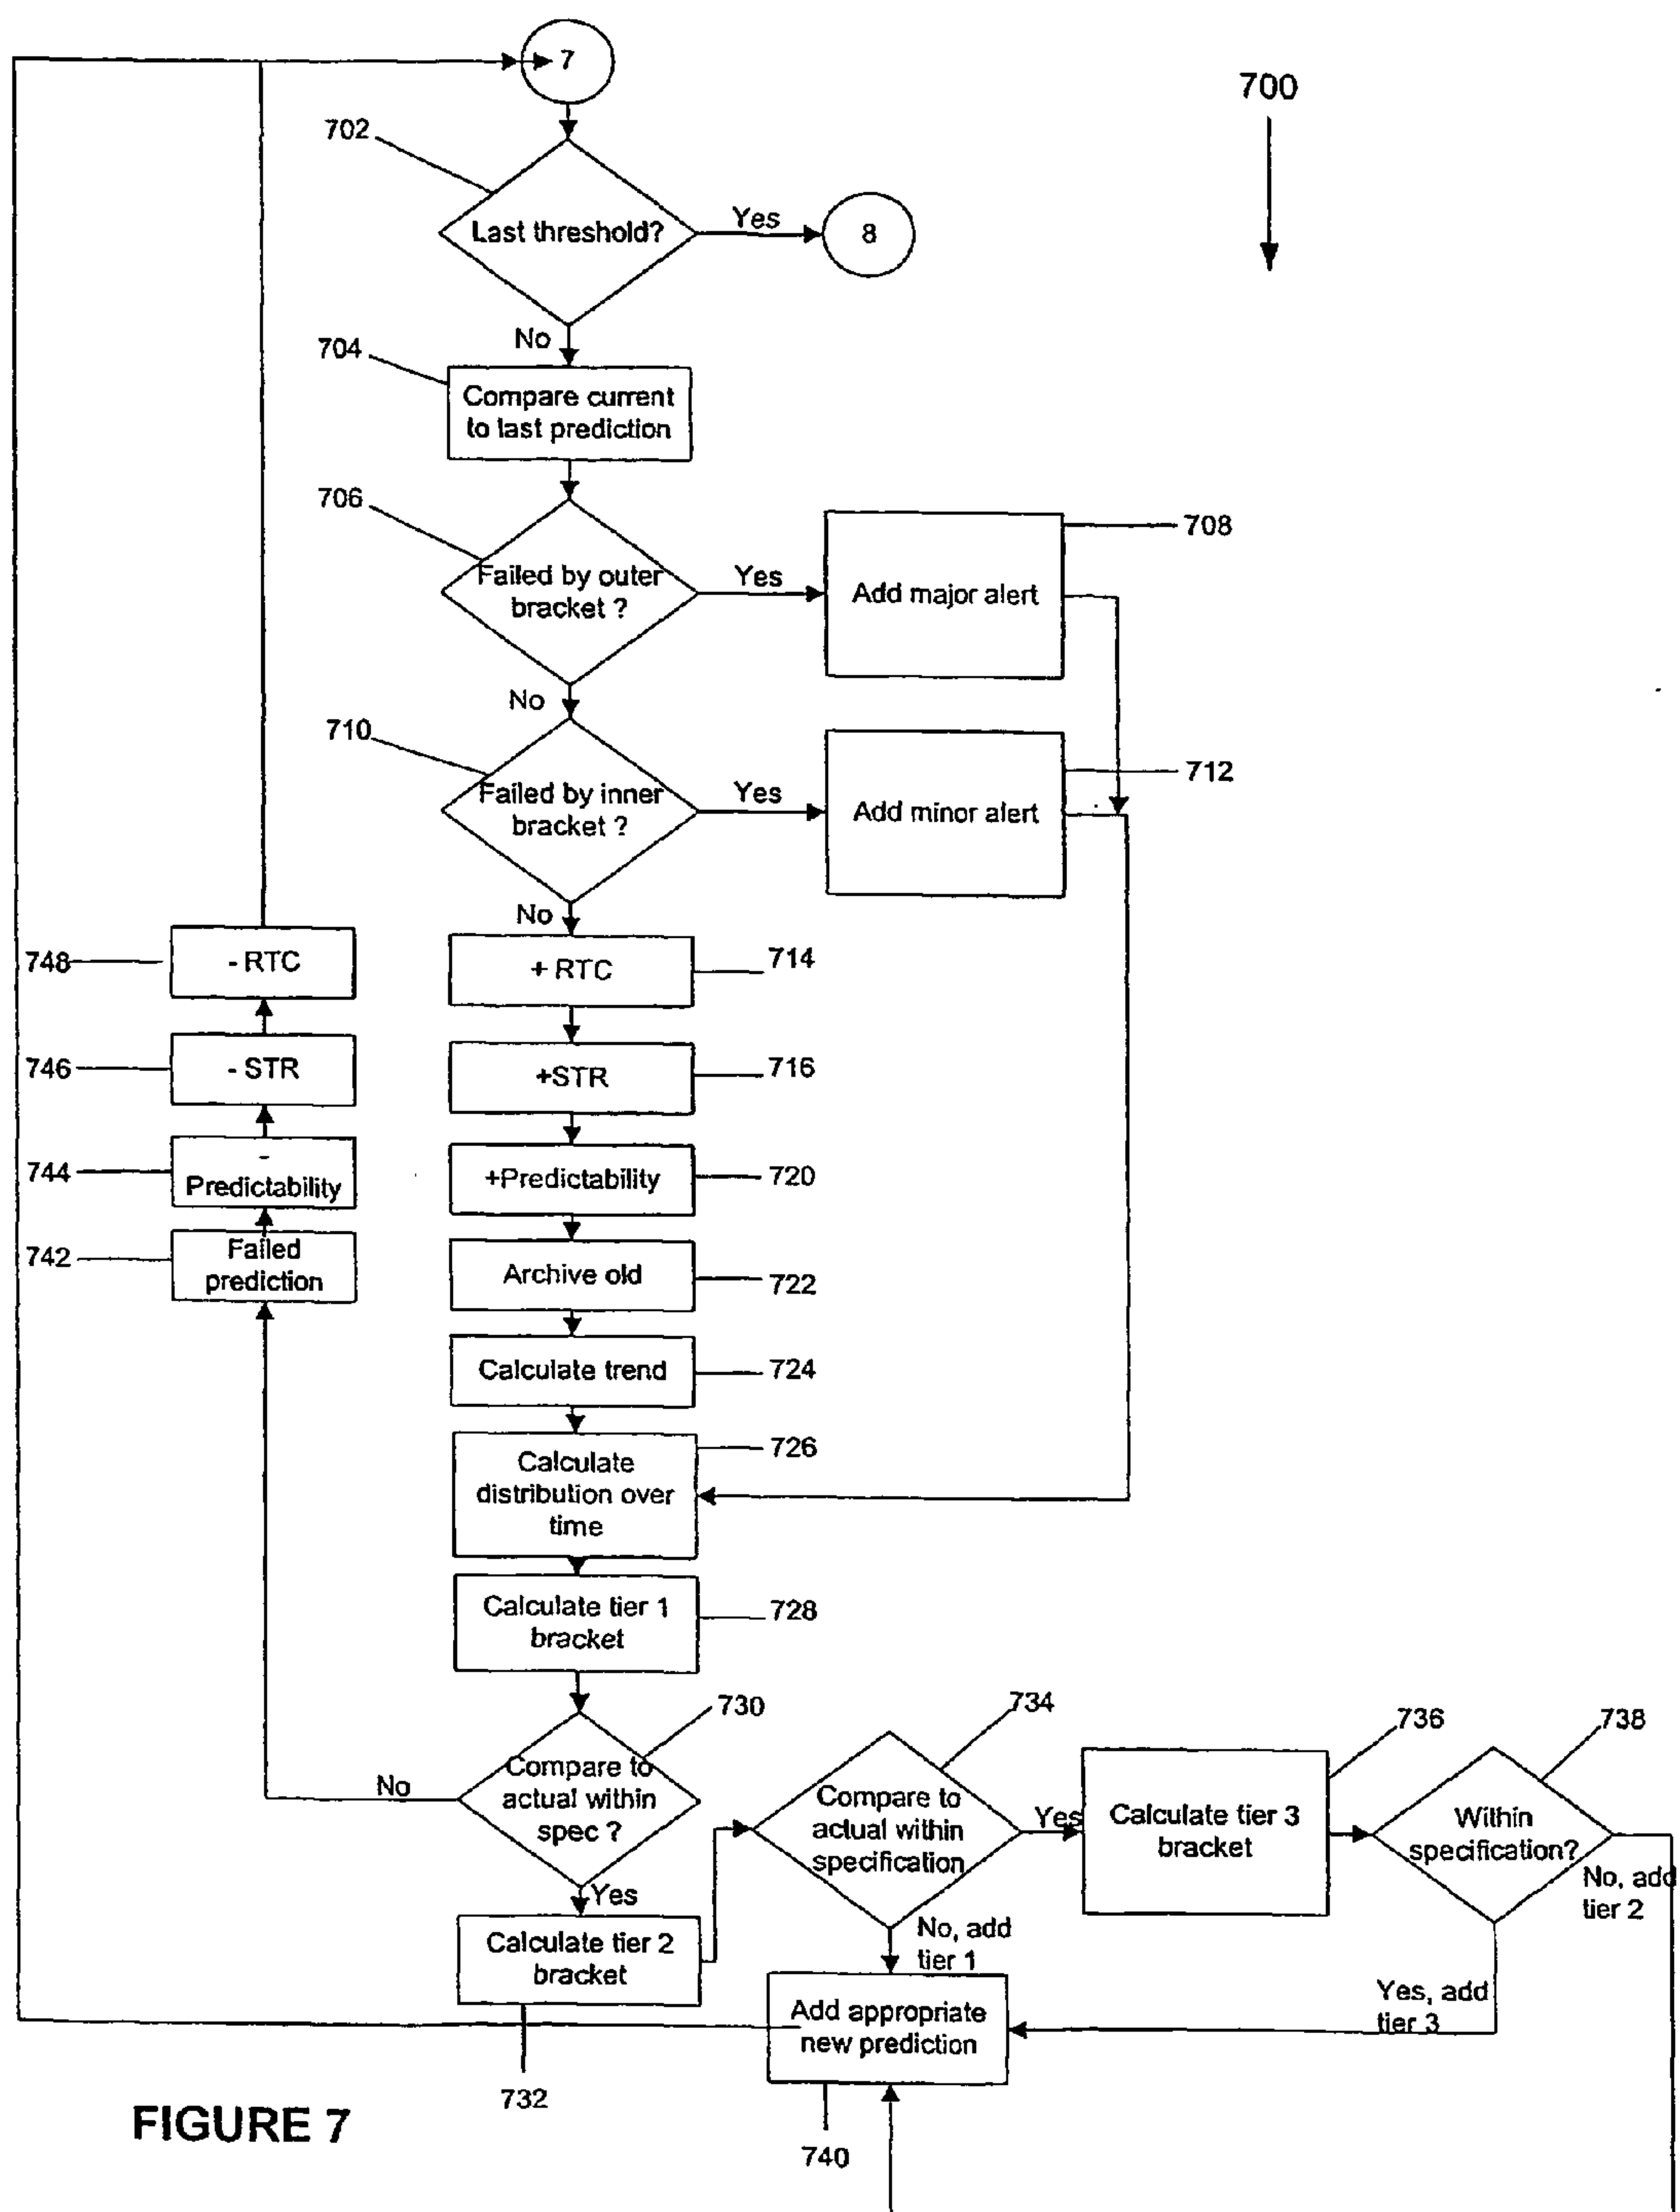 7
700
702
Last threshold?
Yes
8
No
704
Compare current
to last prediction
706
Failed by outer
bracket ?
Yes
708
Add major alert
No
710
Failed by inner
bracket ?
Yes
712
Add minor alert
No
748
- RTC
+ RTC
714
746
- STR
+STR
716
744
-
Predictability
+Predictability
720
742
Failed
prediction
Archive old
722
Calculate trend
724
Calculate
distribution over
time
726
Calculate tier 1
bracket
728
730
Compare to
actual within
spec ?
No
Yes
Calculate tier 2
bracket
732
734
Compare to
actual within
specification
Yes
No, add
tier 1
736
Calculate tier 3
bracket
738
Within
specification?
No, add
tier 2
Yes, add
tier 3
Add appropriate
new prediction
740
FIGURE 7